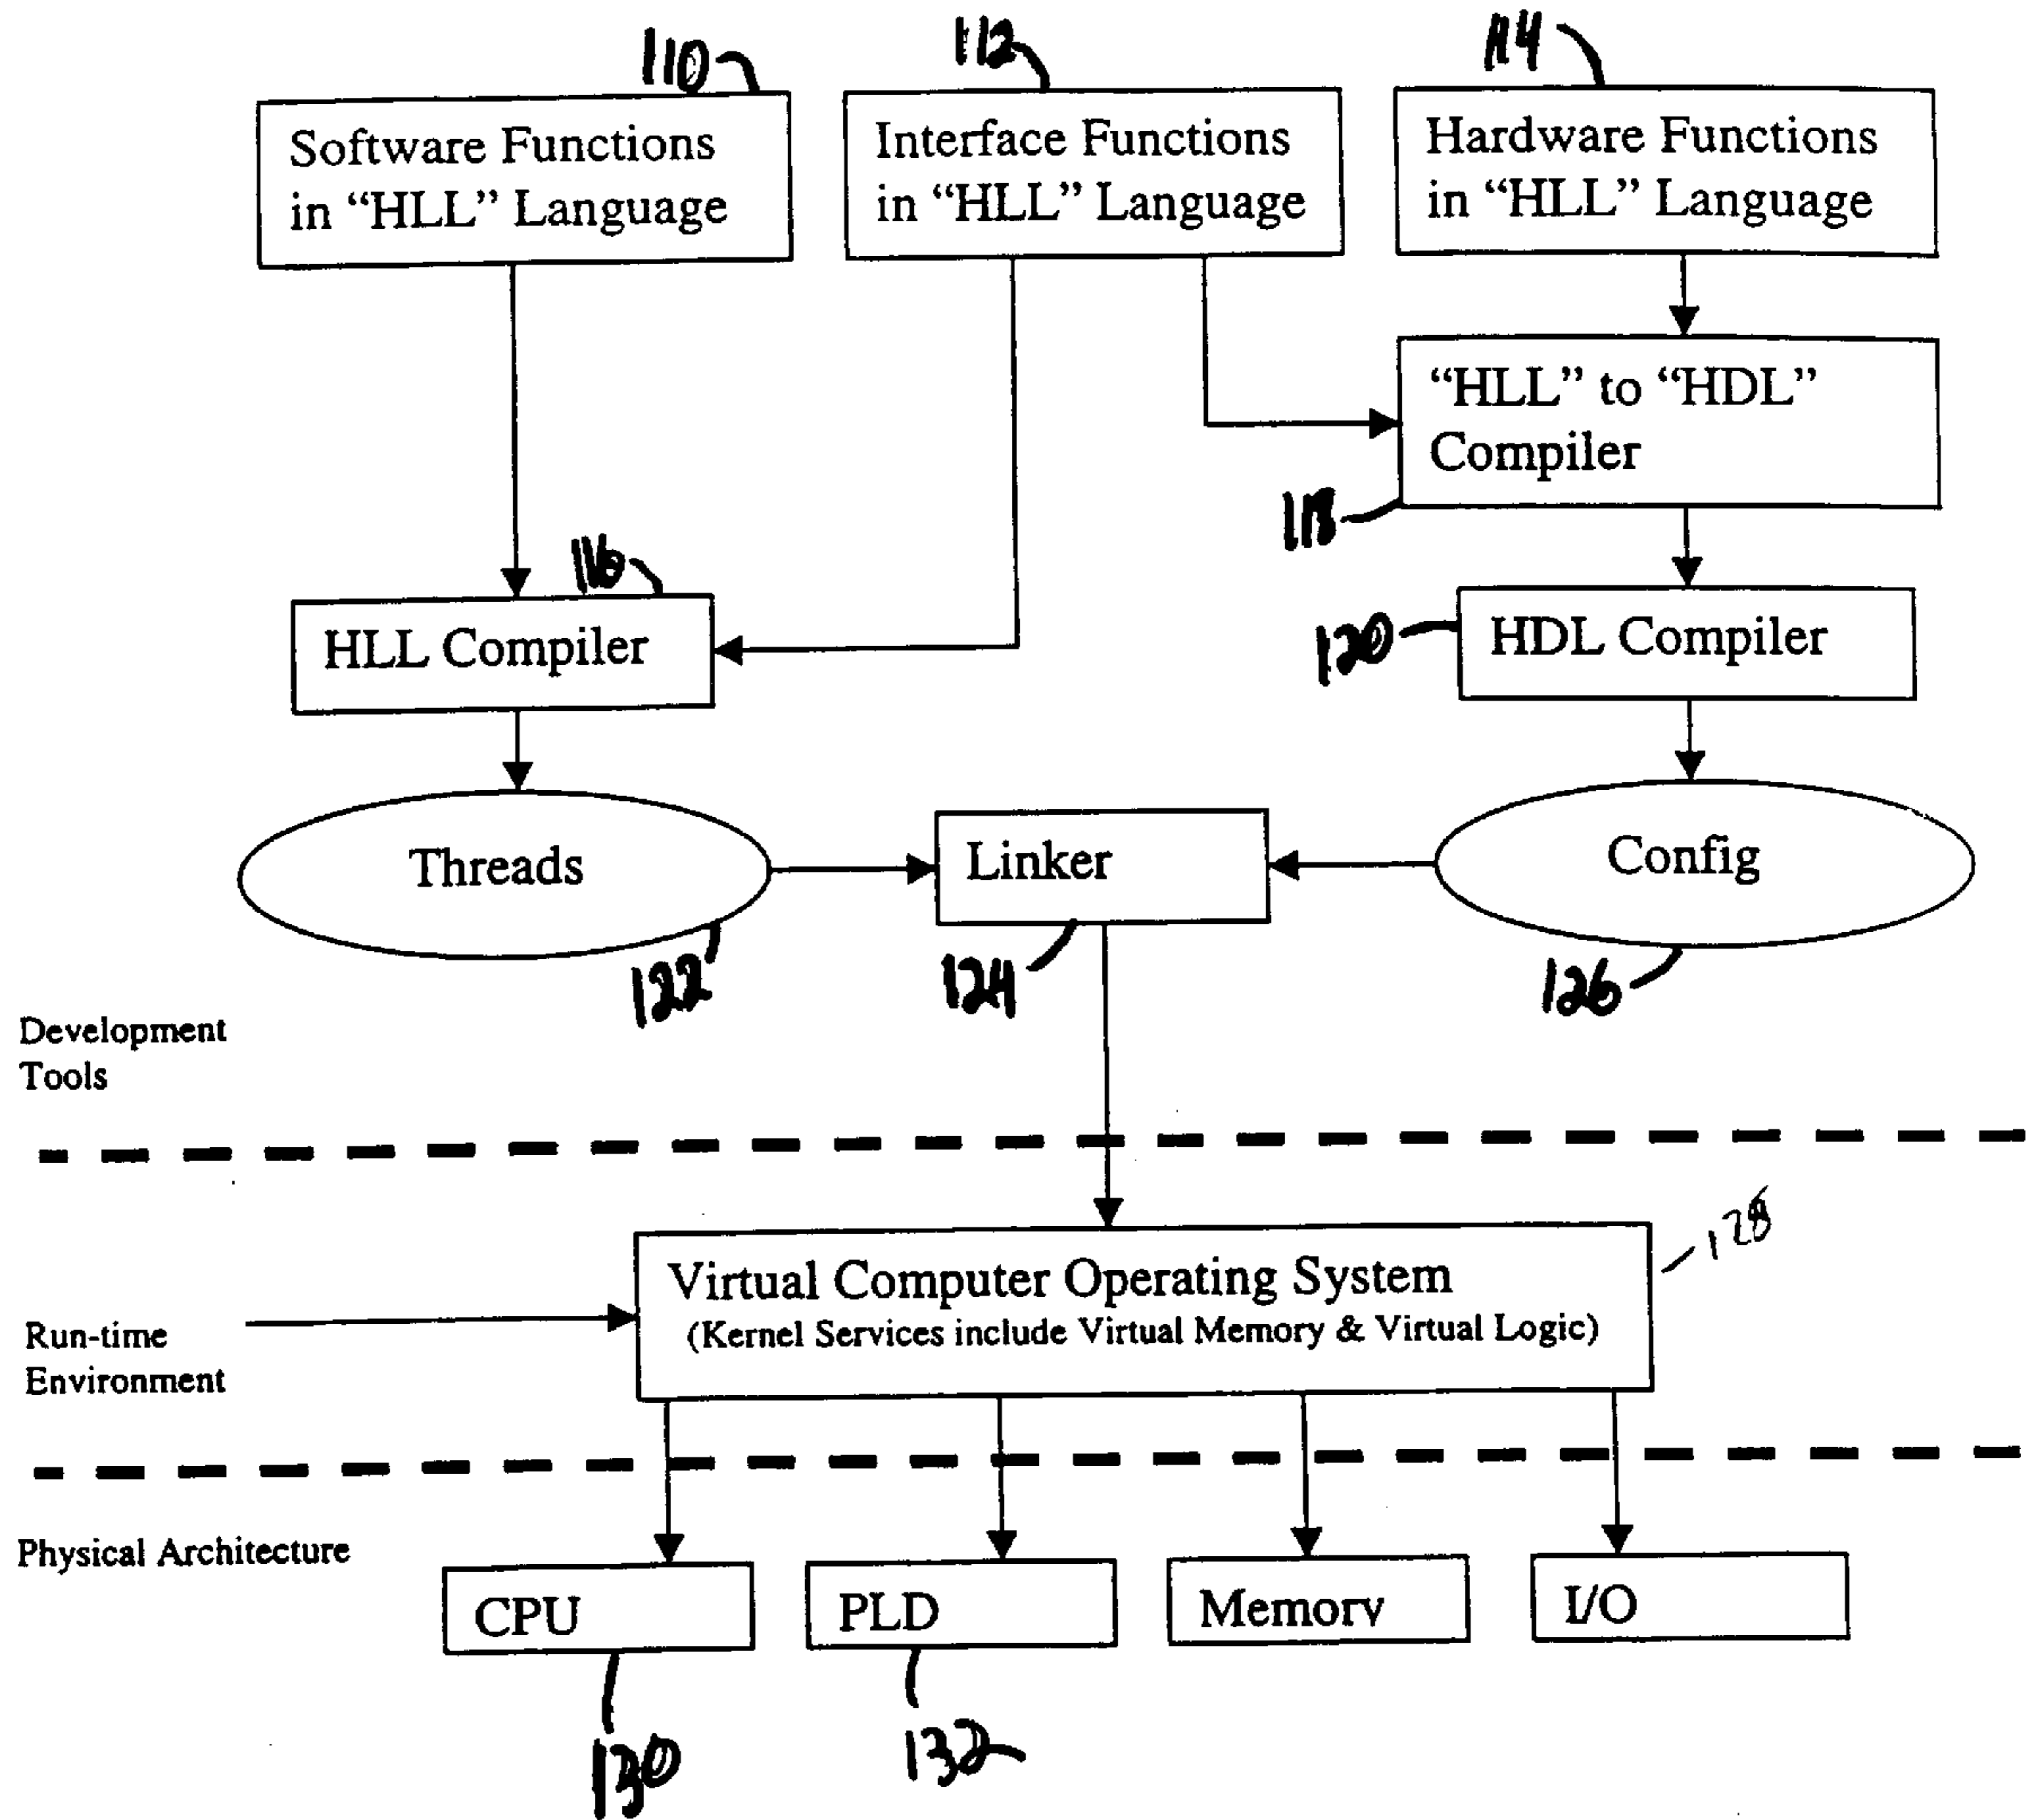 110
112
114
Software Functions
in “HLL” Language
Interface Functions
in “HLL” Language
Hardware Functions
in “HLL” Language
“HLL” to “HDL”
Compiler
118
116
HLL Compiler
120
HDL Compiler
Threads
Linker
Config
122
124
126
Development
Tools
128
Virtual Computer Operating System
(Kernel Services include Virtual Memory & Virtual Logic)
Run-time
Environment
Physical Architecture
CPU
PLD
Memory
I/O
130
132